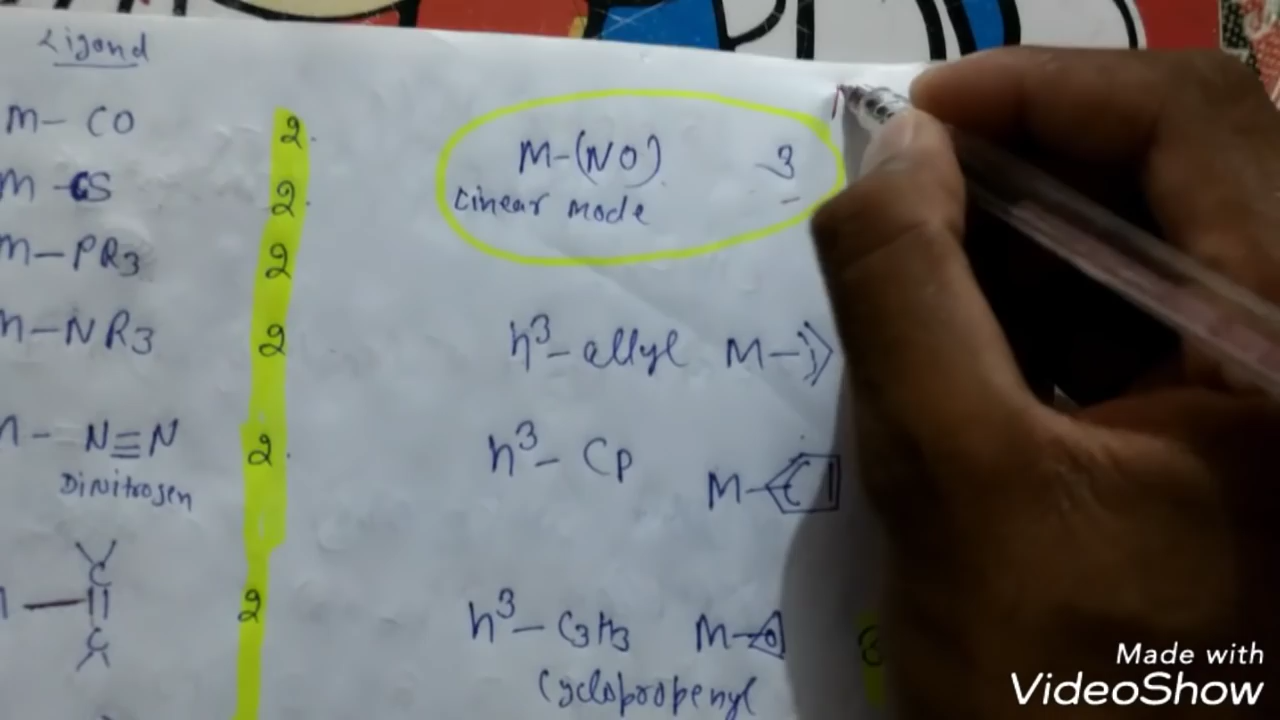 Ligand
M- CO 2.
M-CS 2.
M-PR3 2
M-NR3 2
M- N≡N 2.
Dinitrogen
C
2
C
M-(NO) 3
Linear mode
η3- allyl M-
η3- Cp M-
η3- C3H3 M-
Cyclopropenyl
Made with
VideoShow